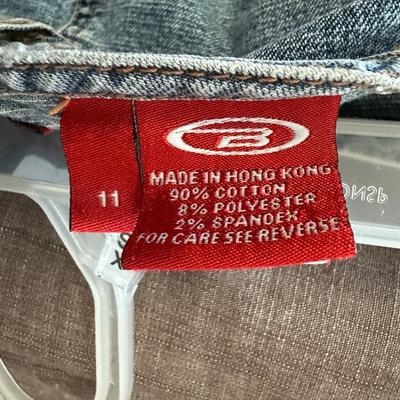 B
MADE IN HONG KONG
90% COTTON
8% POLYESTER
2% SPANDEX
FOR CARE SEE REVERSE
11